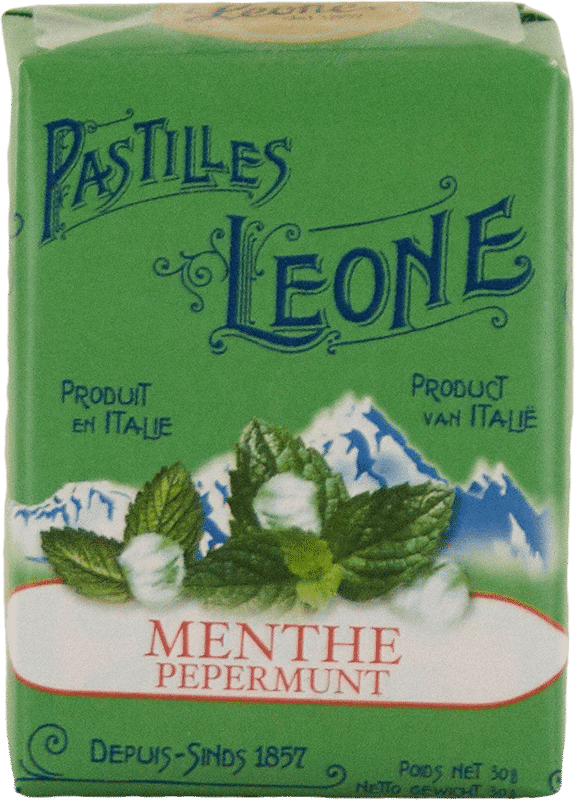 Leone
PASTILLES
LEONE
PRODUIT
EN ITALIE
PRODUCT
VAN ITALIË
MENTHE
PEPERMUNT
DEPUIS-SINDS 1857
POIDS NET 30g
NETTO GEWICHT 30g